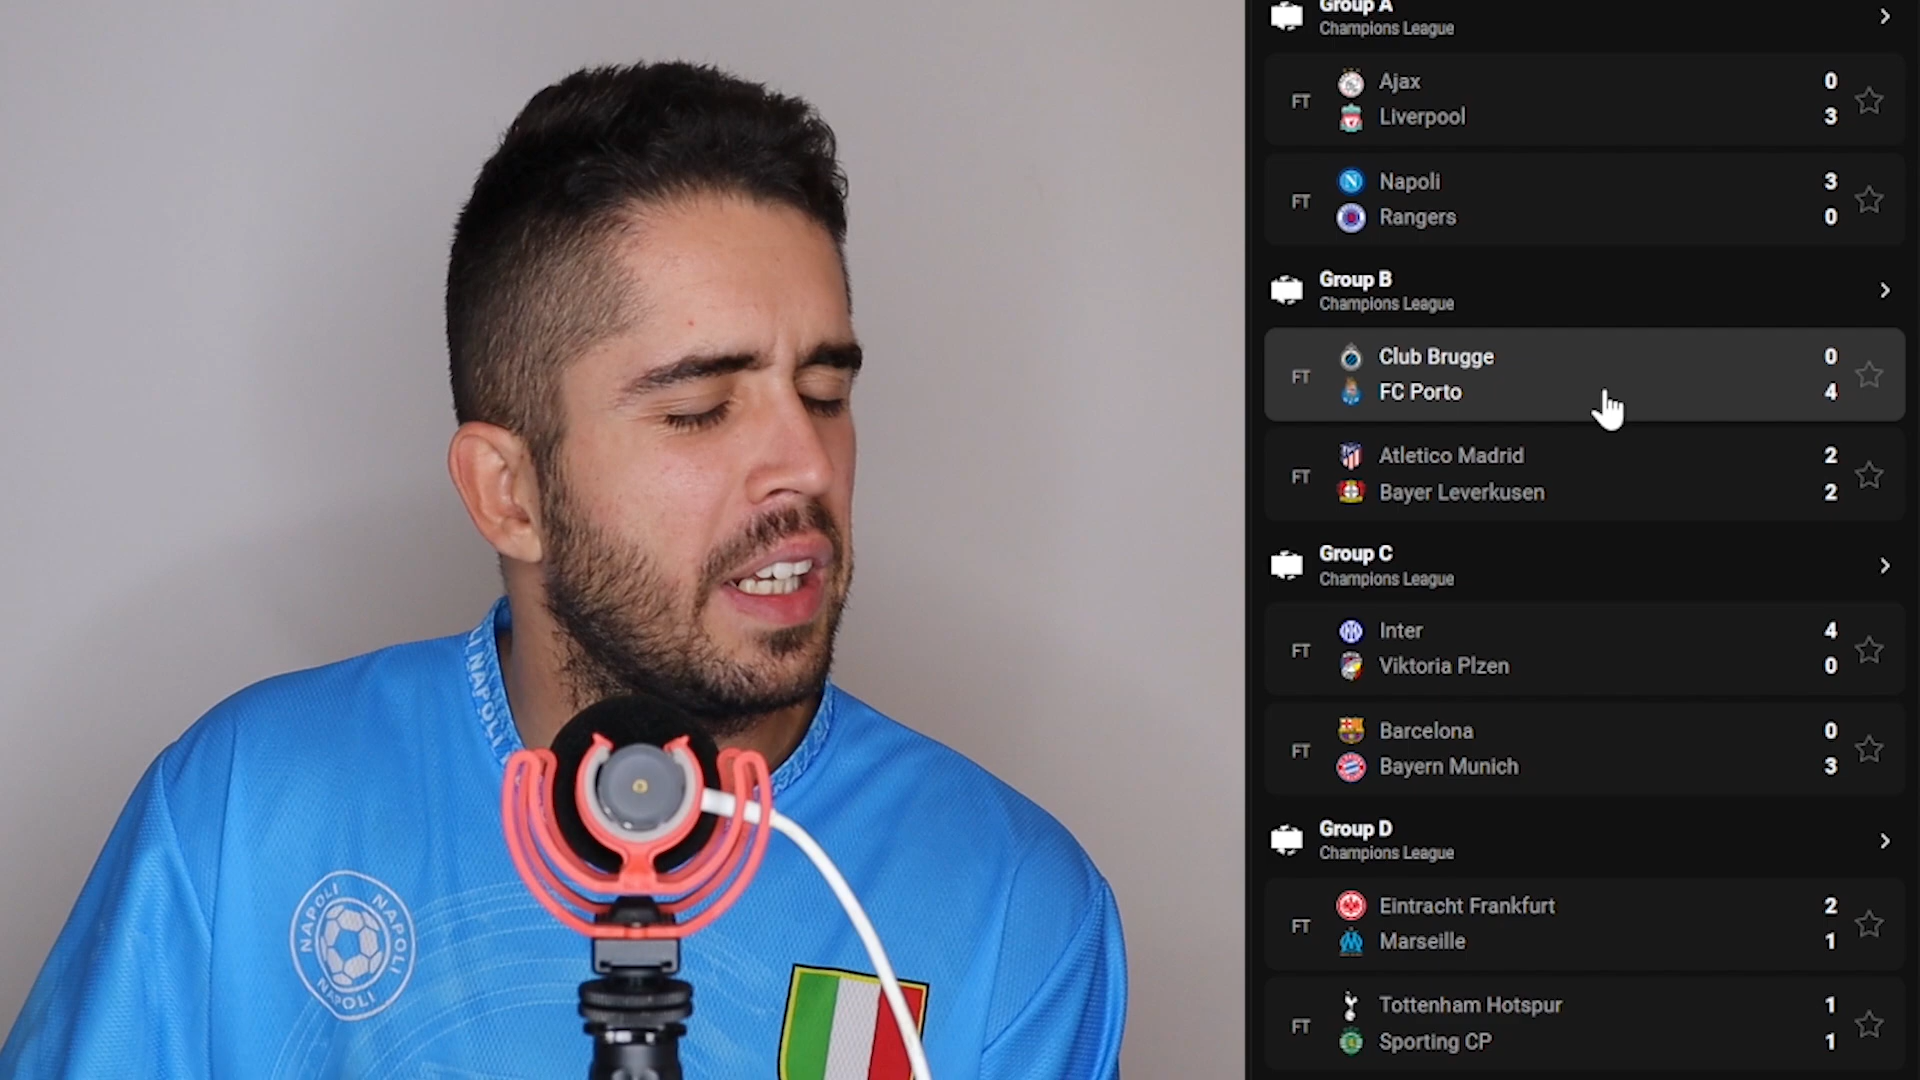 Group A
Champions League
FT
Ajax 0
Liverpool 3
FT
Napoli 3
Rangers 0
Group B
Champions League
FT
Club Brugge 0
FC Porto 4
FT
Atletico Madrid 2
Bayer Leverkusen 2
Group C
Champions League
FT
Inter 4
Viktoria Plzen 0
FT
Barcelona 0
Bayern Munich 3
Group D
Champions League
FT
Eintracht Frankfurt 2
Marseille 1
FT
Tottenham Hotspur 1
Sporting CP 1
NAPOLI
NAPOLI
NAPOLI
NAPOLI